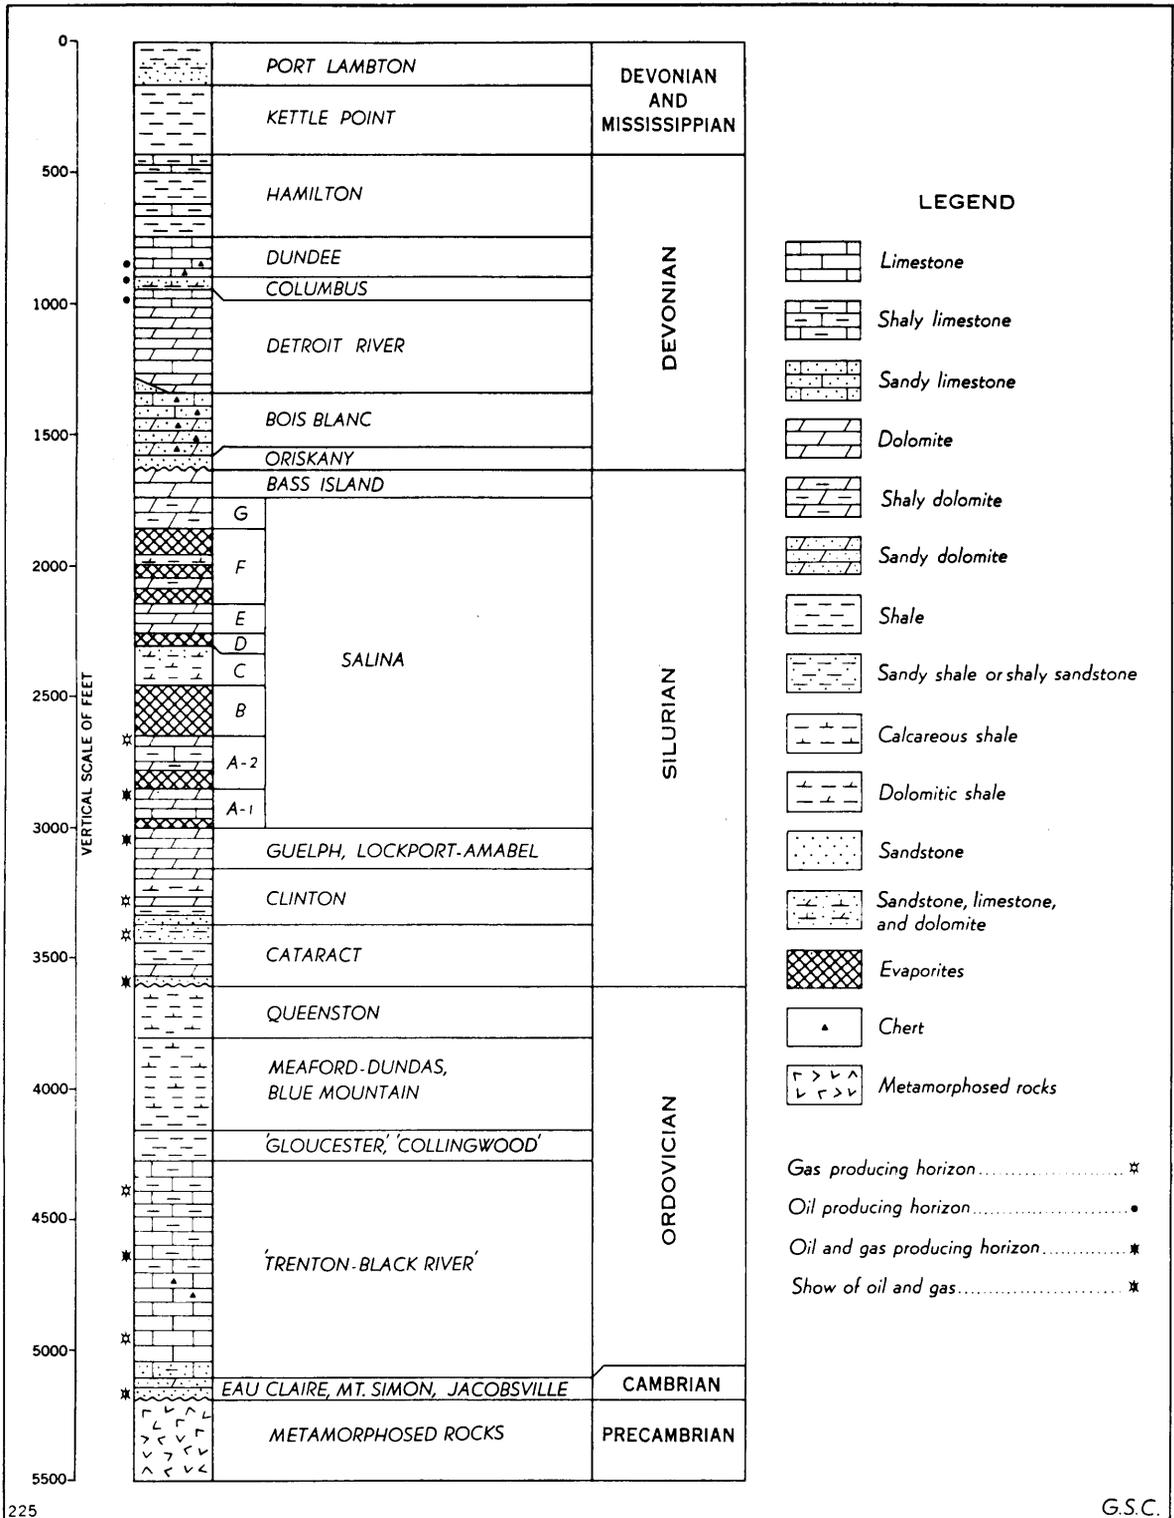 0
500
1000
1500
2000
2500
3000
3500
4000
4500
5000
5500
VERTICAL SCALE OF FEET
PORT LAMBTON
KETTLE POINT
HAMILTON
DUNDEE
COLUMBUS
DETROIT RIVER
BOIS BLANC
ORISKANY
BASS ISLAND
G
F
E
D
C
B
A-2
A-1
SALINA
GUELPH, LOCKPORT-AMABEL
CLINTON
CATARACT
QUEENSTON
MEAFORD-DUNDAS,
BLUE MOUNTAIN
'GLOUCESTER,' 'COLLINGWOOD'
'TRENTON-BLACK RIVER'
EAU CLAIRE, MT. SIMON, JACOBSVILLE
METAMORPHOSED ROCKS
DEVONIAN
AND
MISSISSIPPIAN
DEVONIAN
SILURIAN
ORDOVICIAN
CAMBRIAN
PRECAMBRIAN
LEGEND
Limestone
Shaly limestone
Sandy limestone
Dolomite
Shaly dolomite
Sandy dolomite
Shale
Sandy shale or shaly sandstone
Calcareous shale
Dolomitic shale
Sandstone
Sandstone, limestone,
and dolomite
Evaporites
Chert
Metamorphosed rocks
Gas producing horizon
Oil producing horizon
Oil and gas producing horizon
Show of oil and gas
225
G.S.C.